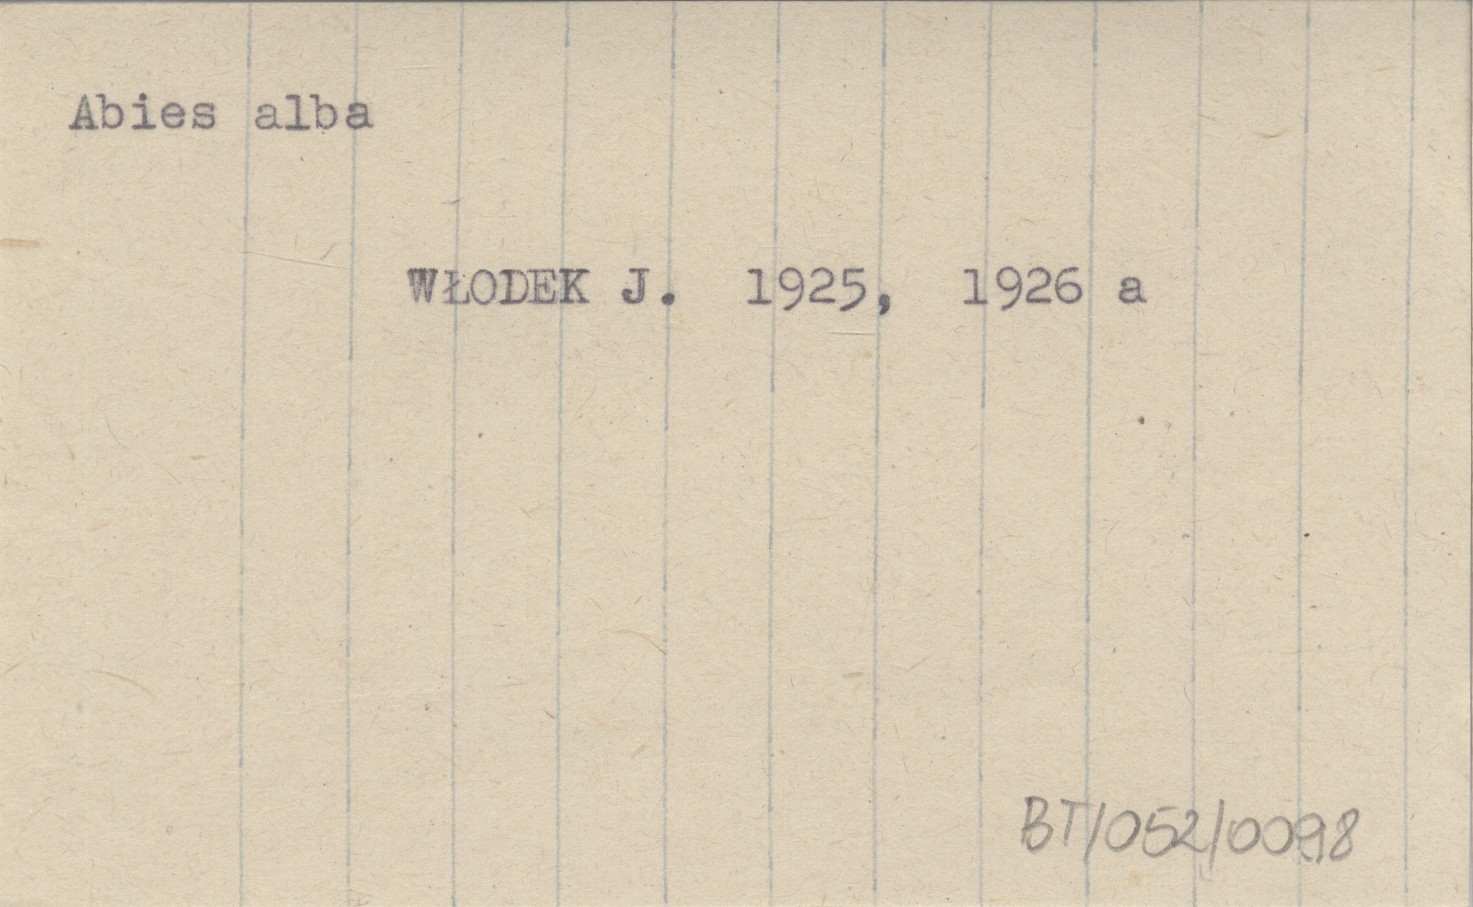 Abies alba
WŁODEK J. 1925, 1926 a
BT/052/0098